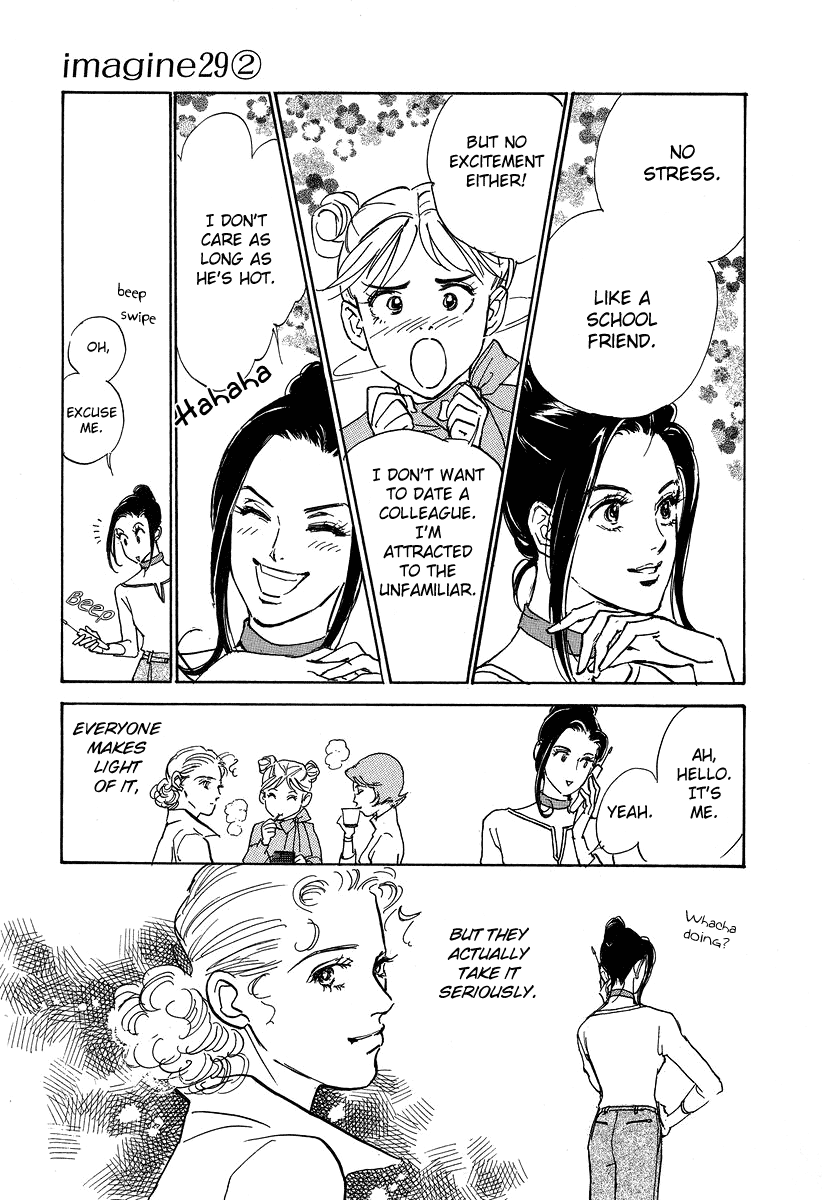 imagine29②
NO
STRESS.
LIKE A
SCHOOL
FRIEND.
BUT NO
EXCITEMENT
EITHER!
I DON'T WANT
TO DATE A
COLLEAGUE.
I'M
ATTRACTED
TO THE
UNFAMILIAR.
I DON'T
CARE AS
LONG AS
HE'S HOT.
Hahaha
beep
swipe
OH,
EXCUSE
ME.
BEEP
AH,
HELLO.
IT'S
ME.
YEAH.
EVERYONE
MAKES
LIGHT
OF IT,
Whacha
doing?
BUT THEY
ACTUALLY
TAKE IT
SERIOUSLY.